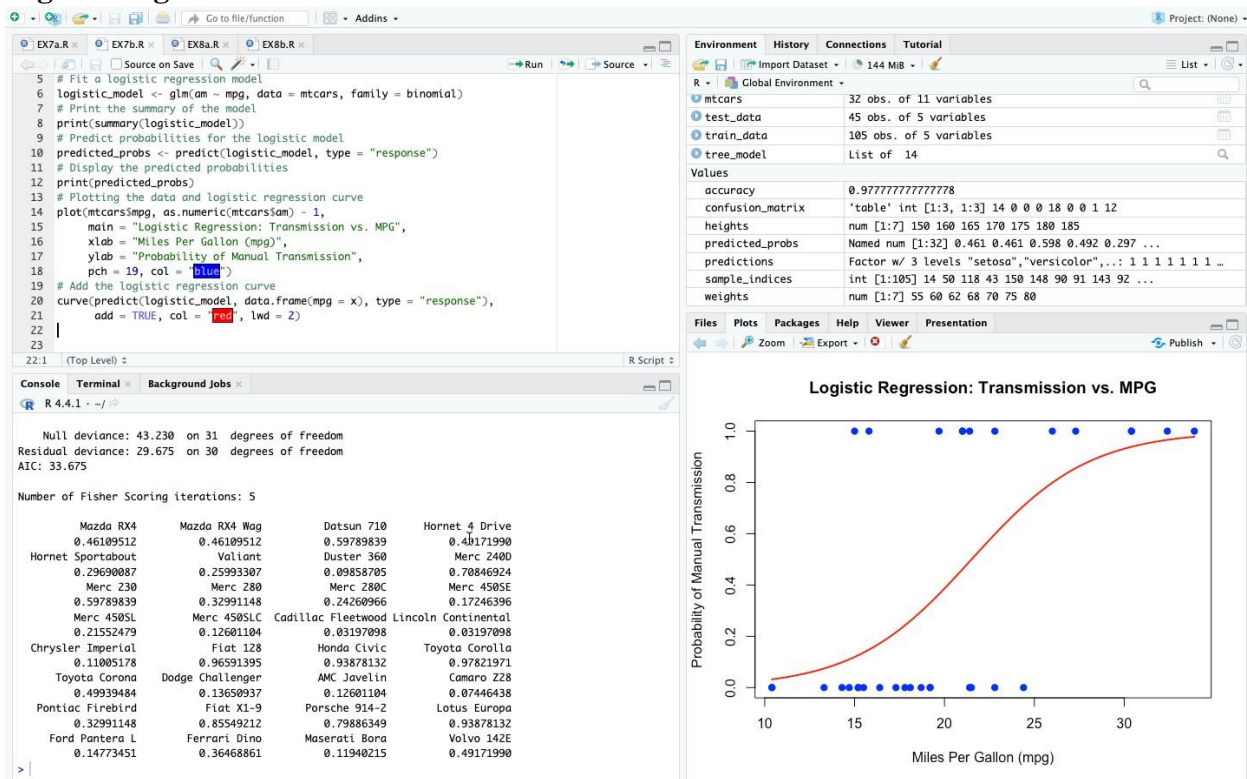 Go to file/function
Addins
Project: (None)
EX7a.R
EX7b.R
EX8a.R
EX8b.R
Source on Save
Run
Source
5 # Fit a logistic regression model
6 logistic_model <- glm(am ~ mpg, data = mtcars, family = binomial)
7 # Print the summary of the model
8 print(summary(logistic_model))
9 # Predict probabilities for the logistic model
10 predicted_probs <- predict(logistic_model, type = "response")
11 # Display the predicted probabilities
12 print(predicted_probs)
13 # Plotting the data and logistic regression curve
14 plot(mtcars$mpg, as.numeric(mtcars$am) - 1,
15 main = "Logistic Regression: Transmission vs. MPG",
16 xlab = "Miles Per Gallon (mpg)",
17 ylab = "Probability of Manual Transmission",
18 pch = 19, col = "blue")
19 # Add the logistic regression curve
20 curve(predict(logistic_model, data.frame(mpg = x), type = "response"),
21 add = TRUE, col = "red", lwd = 2)
22
23
22:1 (Top Level) R Script
Console Terminal Background Jobs
R 4.4.1 · ~/
Null deviance: 43.230 on 31 degrees of freedom
Residual deviance: 29.675 on 30 degrees of freedom
AIC: 33.675
Number of Fisher Scoring iterations: 5
Mazda RX4 Mazda RX4 Wag Datsun 710 Hornet 4 Drive
0.46109512 0.46109512 0.59789839 0.49171990
Hornet Sportabout Valiant Duster 360 Merc 240D
0.29690087 0.25993307 0.09858705 0.70846924
Merc 230 Merc 280 Merc 280C Merc 450SE
0.59789839 0.32991148 0.24260966 0.17246396
Merc 450SL Merc 450SLC Cadillac Fleetwood Lincoln Continental
0.21552479 0.12601104 0.03197098 0.03197098
Chrysler Imperial Fiat 128 Honda Civic Toyota Corolla
0.11005178 0.96591395 0.93878132 0.97821971
Toyota Corona Dodge Challenger AMC Javelin Camaro Z28
0.49939484 0.13650937 0.12601104 0.07446438
Pontiac Firebird Fiat X1-9 Porsche 914-2 Lotus Europa
0.32991148 0.85549212 0.79886349 0.93878132
Ford Pantera L Ferrari Dino Maserati Bora Volvo 142E
0.14773451 0.36468861 0.11940215 0.49171990
>
Environment History Connections Tutorial
Import Dataset 144 MiB List
R Global Environment
mtcars 32 obs. of 11 variables
test_data 45 obs. of 5 variables
train_data 105 obs. of 5 variables
tree_model List of 14
Values
accuracy 0.977777777777778
confusion_matrix 'table' int [1:3, 1:3] 14 0 0 0 18 0 0 1 12
heights num [1:7] 150 160 165 170 175 180 185
predicted_probs Named num [1:32] 0.461 0.461 0.598 0.492 0.297 ...
predictions Factor w/ 3 levels "setosa","versicolor",..: 1 1 1 1 1 1 1 …
sample_indices int [1:105] 14 50 118 43 150 148 90 91 143 92 ...
weights num [1:7] 55 60 62 68 70 75 80
Files Plots Packages Help Viewer Presentation
Zoom Export Publish
Logistic Regression: Transmission vs. MPG
Probability of Manual Transmission
1.0
0.8
0.6
0.4
0.2
0.0
10 15 20 25 30
Miles Per Gallon (mpg)